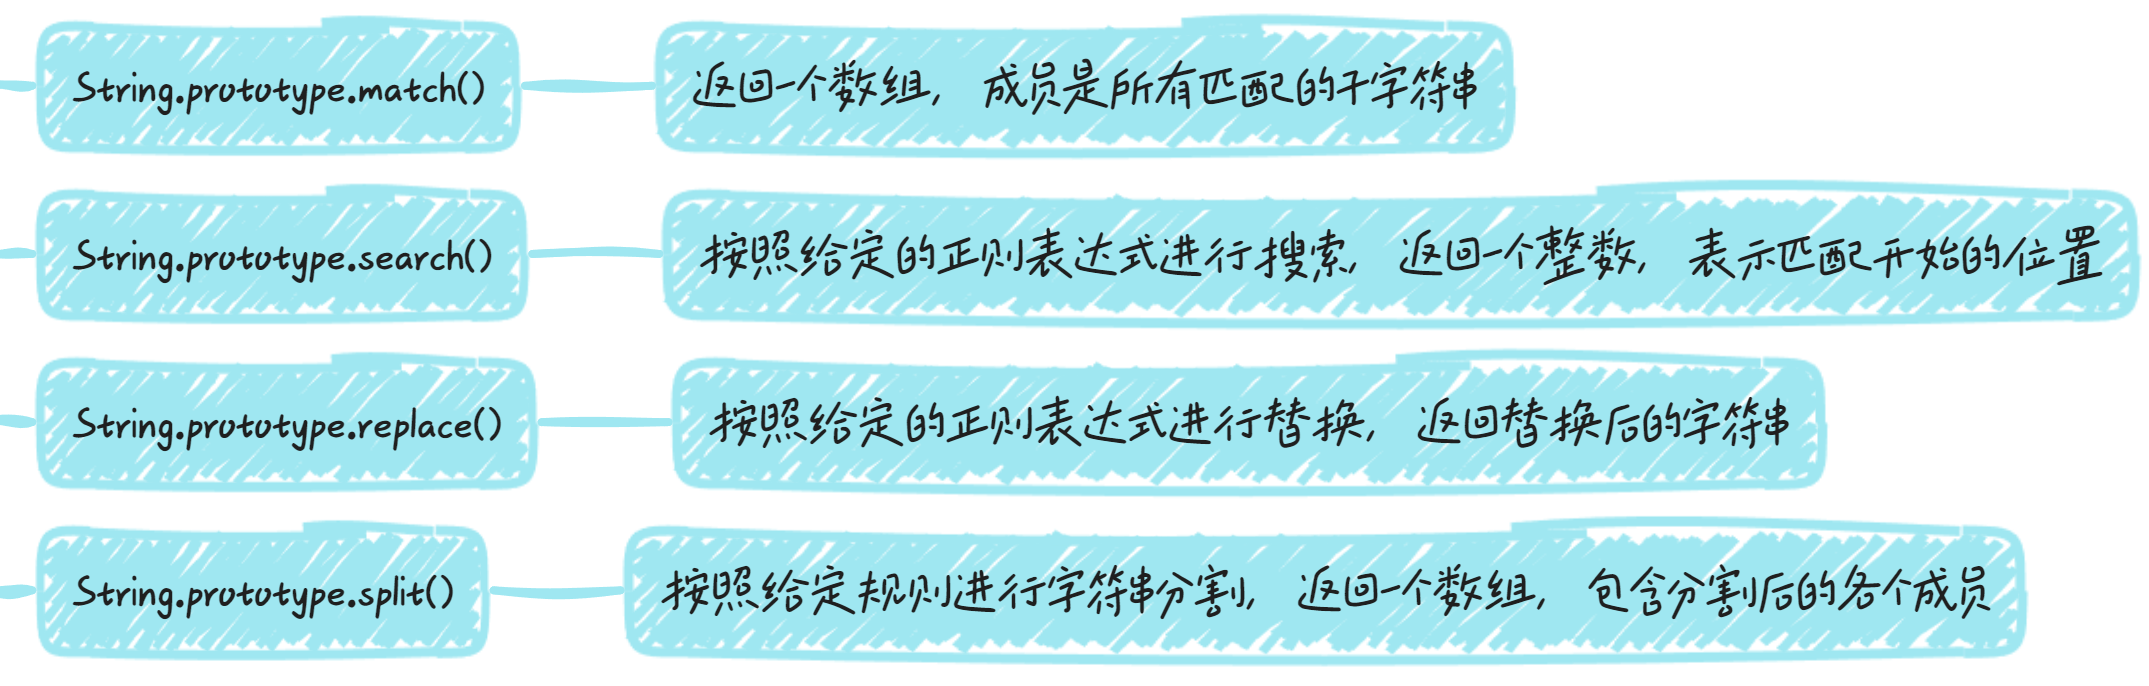 String.prototype.match()
返回一个数组，成员是所有匹配的子字符串
String.prototype.search()
按照给定的正则表达式进行搜索，返回一个整数，表示匹配开始的位置
String.prototype.replace()
按照给定的正则表达式进行替换，返回替换后的字符串
String.prototype.split()
按照给定规则进行字符串分割，返回一个数组，包含分割后的各个成员